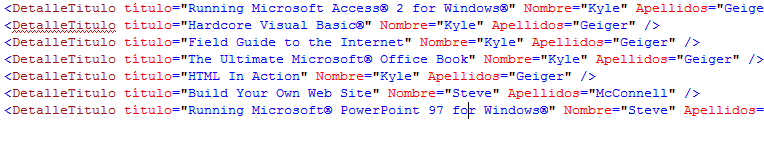 <DetalleTitulo título="Running Microsoft Access® 2 for Windows®" Nombre="Kyle" Apellidos="Geige
<DetalleTitulo título="Hardcore Visual Basic®" Nombre="Kyle" Apellidos="Geiger" />
<DetalleTitulo título="Field Guide to the Internet" Nombre="Kyle" Apellidos="Geiger" />
<DetalleTitulo título="The Ultimate Microsoft® Office Book" Nombre="Kyle" Apellidos="Geiger" />
<DetalleTitulo título="HTML In Action" Nombre="Kyle" Apellidos="Geiger" />
<DetalleTitulo título="Build Your Own Web Site" Nombre="Steve" Apellidos="McConnell" />
<DetalleTitulo título="Running Microsoft® PowerPoint 97 for Windows®" Nombre="Steve" Apellidos=